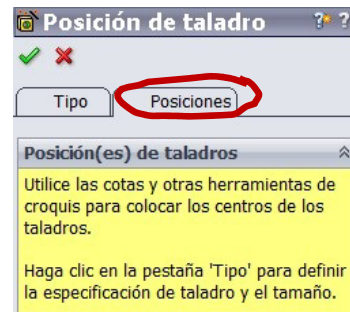 Posición de taladro ? ?
Tipo Posiciones
Posición(es) de taladros
Utilice las cotas y otras herramientas de
croquis para colocar los centros de los
taladros.
Haga clic en la pestaña 'Tipo' para definir
la especificación de taladro y el tamaño.